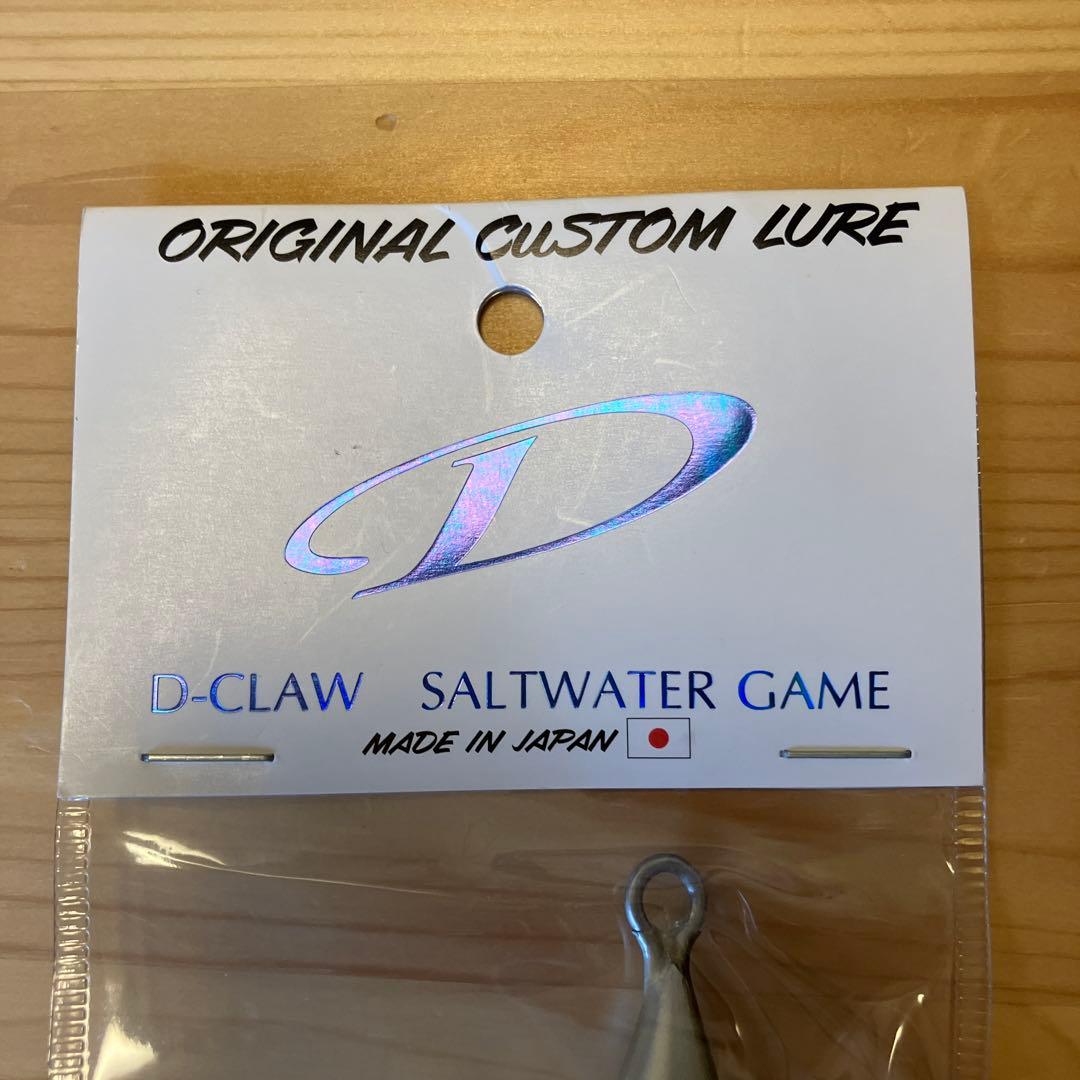 ORIGINAL CuSTOM LURE
D
D-CLAW SALTWATER GAME
MADE IN JAPAN